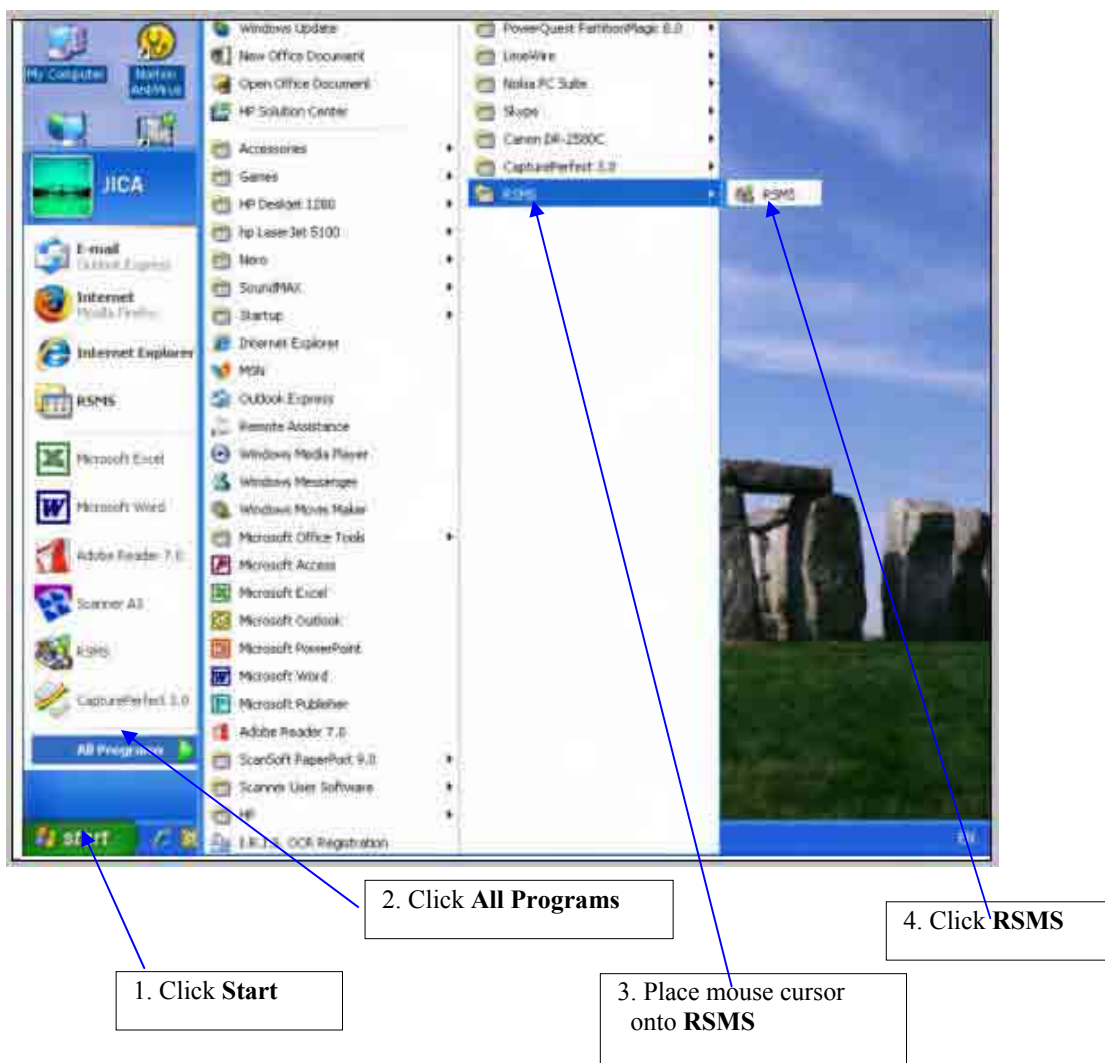 Windows Update
New Office Document
Open Office Document
HP Solution Center
Accessories
Games
HP Deskjet 1280
hp LaserJet 5100
Nero
SoundMAX
Startup
Internet Explorer
MSN
Outlook Express
Remote Assistance
Windows Media Player
Windows Messenger
Windows Movie Maker
Microsoft Office Tools
Microsoft Access
Microsoft Excel
Microsoft Outlook
Microsoft PowerPoint
Microsoft Word
Microsoft Publisher
Adobe Reader 7.0
ScanSoft PaperPort 9.0
Scanner User Software
HP
I.R.I.S. OCR Registration
PowerQuest PartitionMagic 8.0
LimeWire
Nokia PC Suite
Skype
Canon DR-2580C
CapturePerfect 3.0
RSMS
RSMS
My Computer
Norton
AntiVirus
JICA
E-mail
Outlook Express
Internet
Mozilla Firefox
Internet Explorer
RSMS
Microsoft Excel
Microsoft Word
Adobe Reader 7.0
Scanner A3
RSMS
CapturePerfect 3.0
All Programs
start
2. Click All Programs
4. Click RSMS
1. Click Start
3. Place mouse cursor
onto RSMS